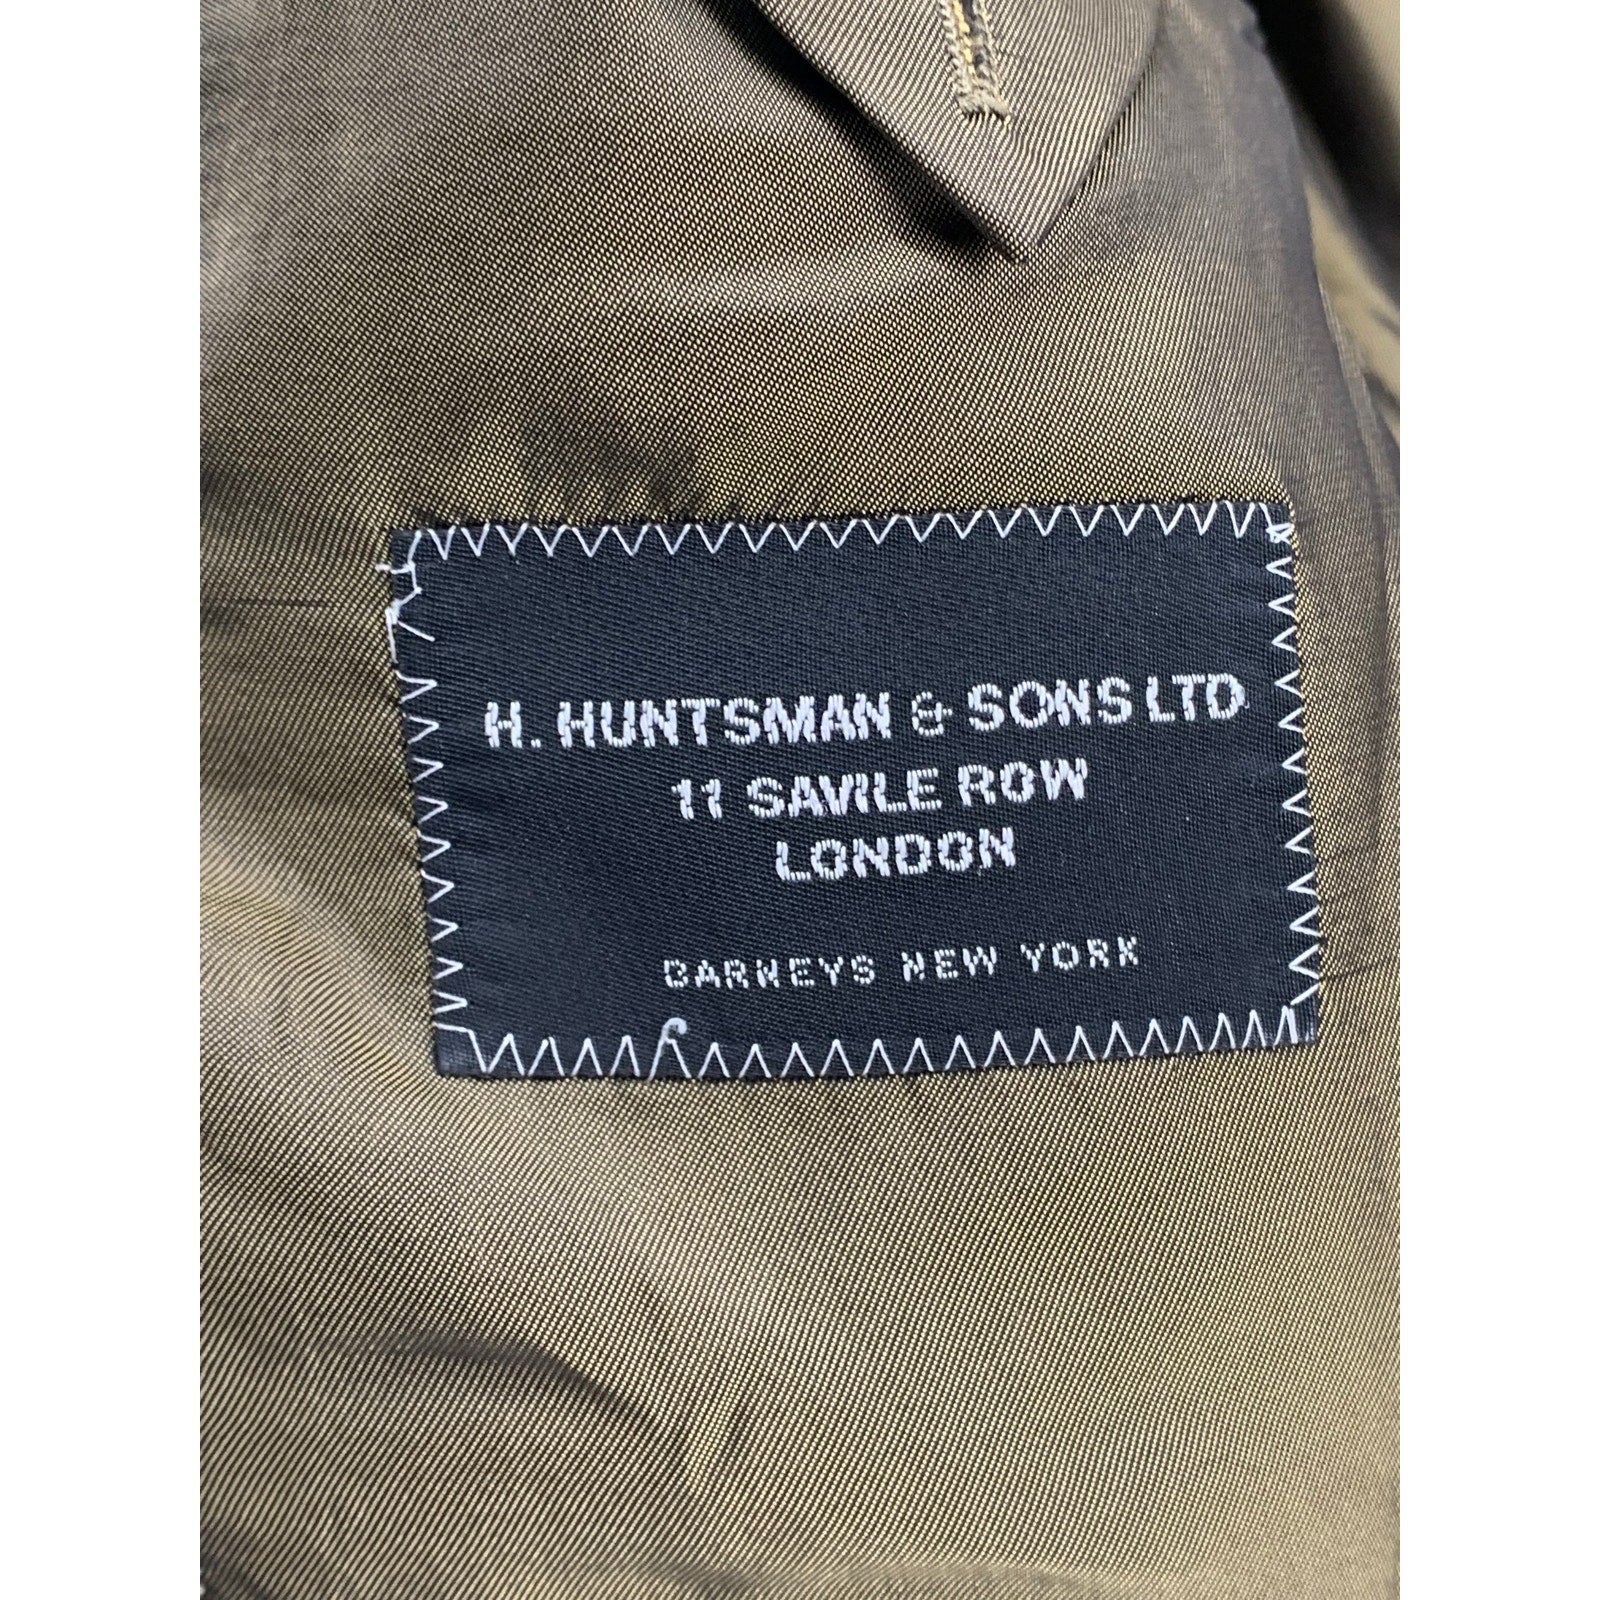 H. HUNTSMAN & SONS LTD
11 SAVILE ROW
LONDON
BARNEYS NEW YORK